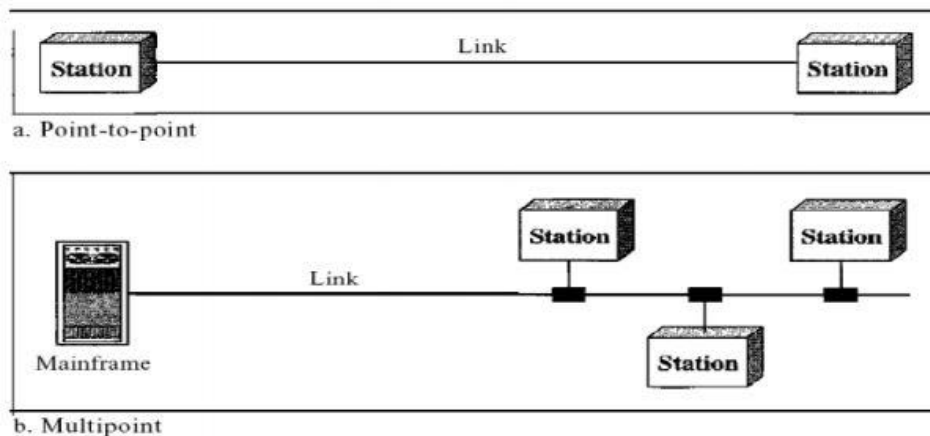 Link
Station
Station
a. Point-to-point
Station
Station
Link
Station
Mainframe
b. Multipoint